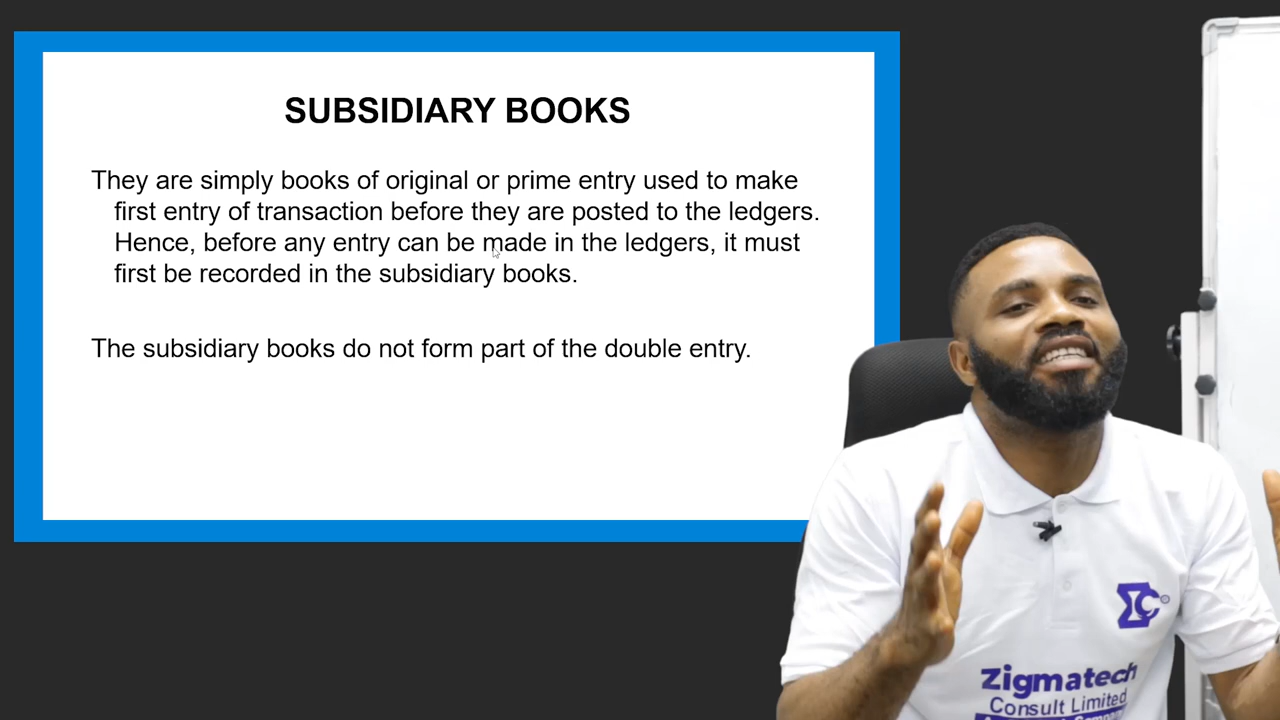 SUBSIDIARY BOOKS
They are simply books of original or prime entry used to make
first entry of transaction before they are posted to the ledgers.
Hence, before any entry can be made in the ledgers, it must
first be recorded in the subsidiary books.
The subsidiary books do not form part of the double entry.
Zigmatech
Consult Limited